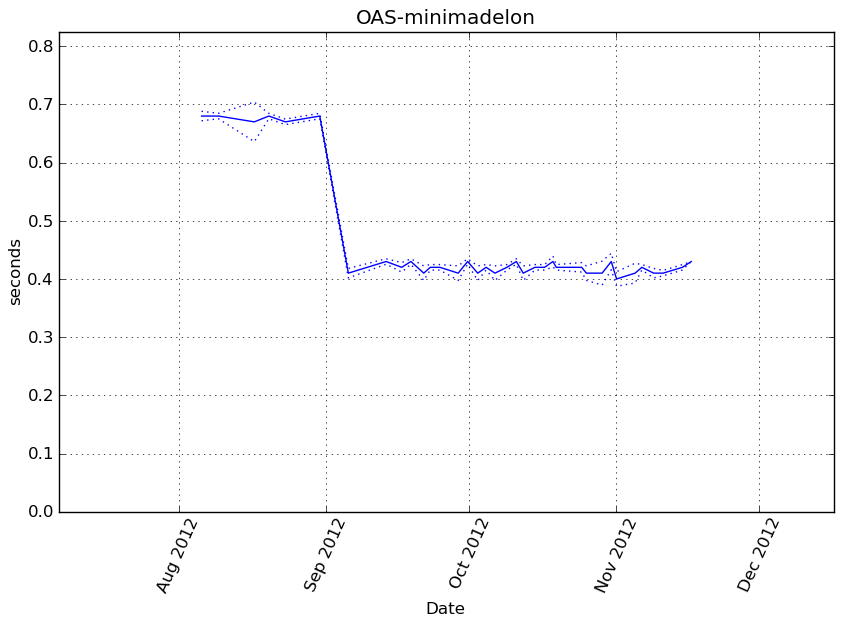 OAS-minimadelon
0.8
0.7
0.6
0.5
0.4
0.3
0.2
0.1
0.0
seconds
Aug 2012
Sep 2012
Oct 2012
Nov 2012
Dec 2012
Date